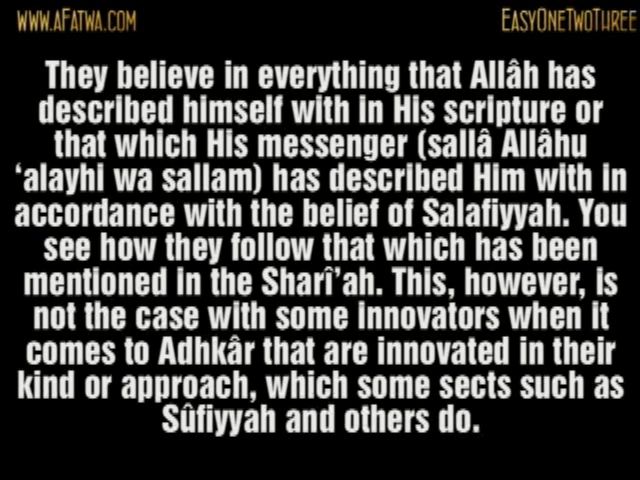 www.aFatwa.com
EasyOneTwoThree
They believe in everything that Allâh has
described himself with in His scripture or
that which His messenger (sallâ Allâhu
‘alayhi wa sallam) has described Him with in
accordance with the belief of Salafiyyah. You
see how they follow that which has been
mentioned in the Sharî’ah. This, however, is
not the case with some innovators when it
comes to Adhkâr that are innovated in their
kind or approach, which some sects such as
Sûfiyyah and others do.